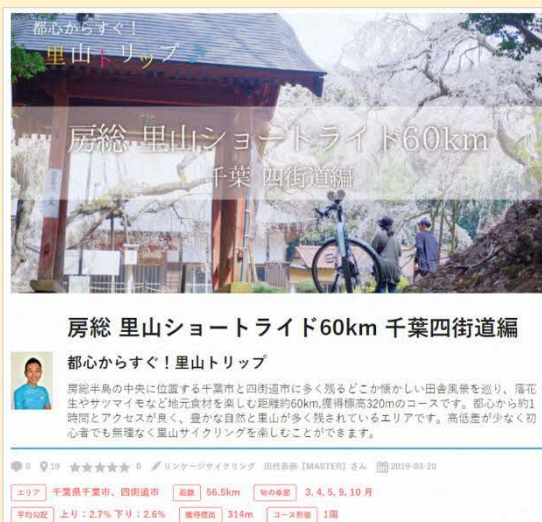 都心からすぐ！
里山トリップ
房総 里山ショートライド60km
千葉 四街道編
房総 里山ショートライド60km 千葉四街道編
都心からすぐ！里山トリップ
房総半島の中央に位置する千葉市と四街道市に多く残るどこか懐かしい田舎風景を巡り、落花
生やサツマイモなど地元食材を楽しむ距離約60km,獲得標高320mのコースです。都心から約1
時間とアクセスが良く、豊かな自然と里山が多く残されているエリアです。高低差が少なく初
心者でも無理なく里山サイクリングを楽しむことができます。
0 10 ★★★★★ 0 リンケージサイクリング 田代恭崇【MASTER】さん 2019-03-20
エリア 千葉県千葉市、四街道市 距離 56.5km 旬の季節 3, 4, 5, 9, 10 月
平均勾配 上り：2.7% 下り：2.6% 獲得標高 314m コース形態 1周